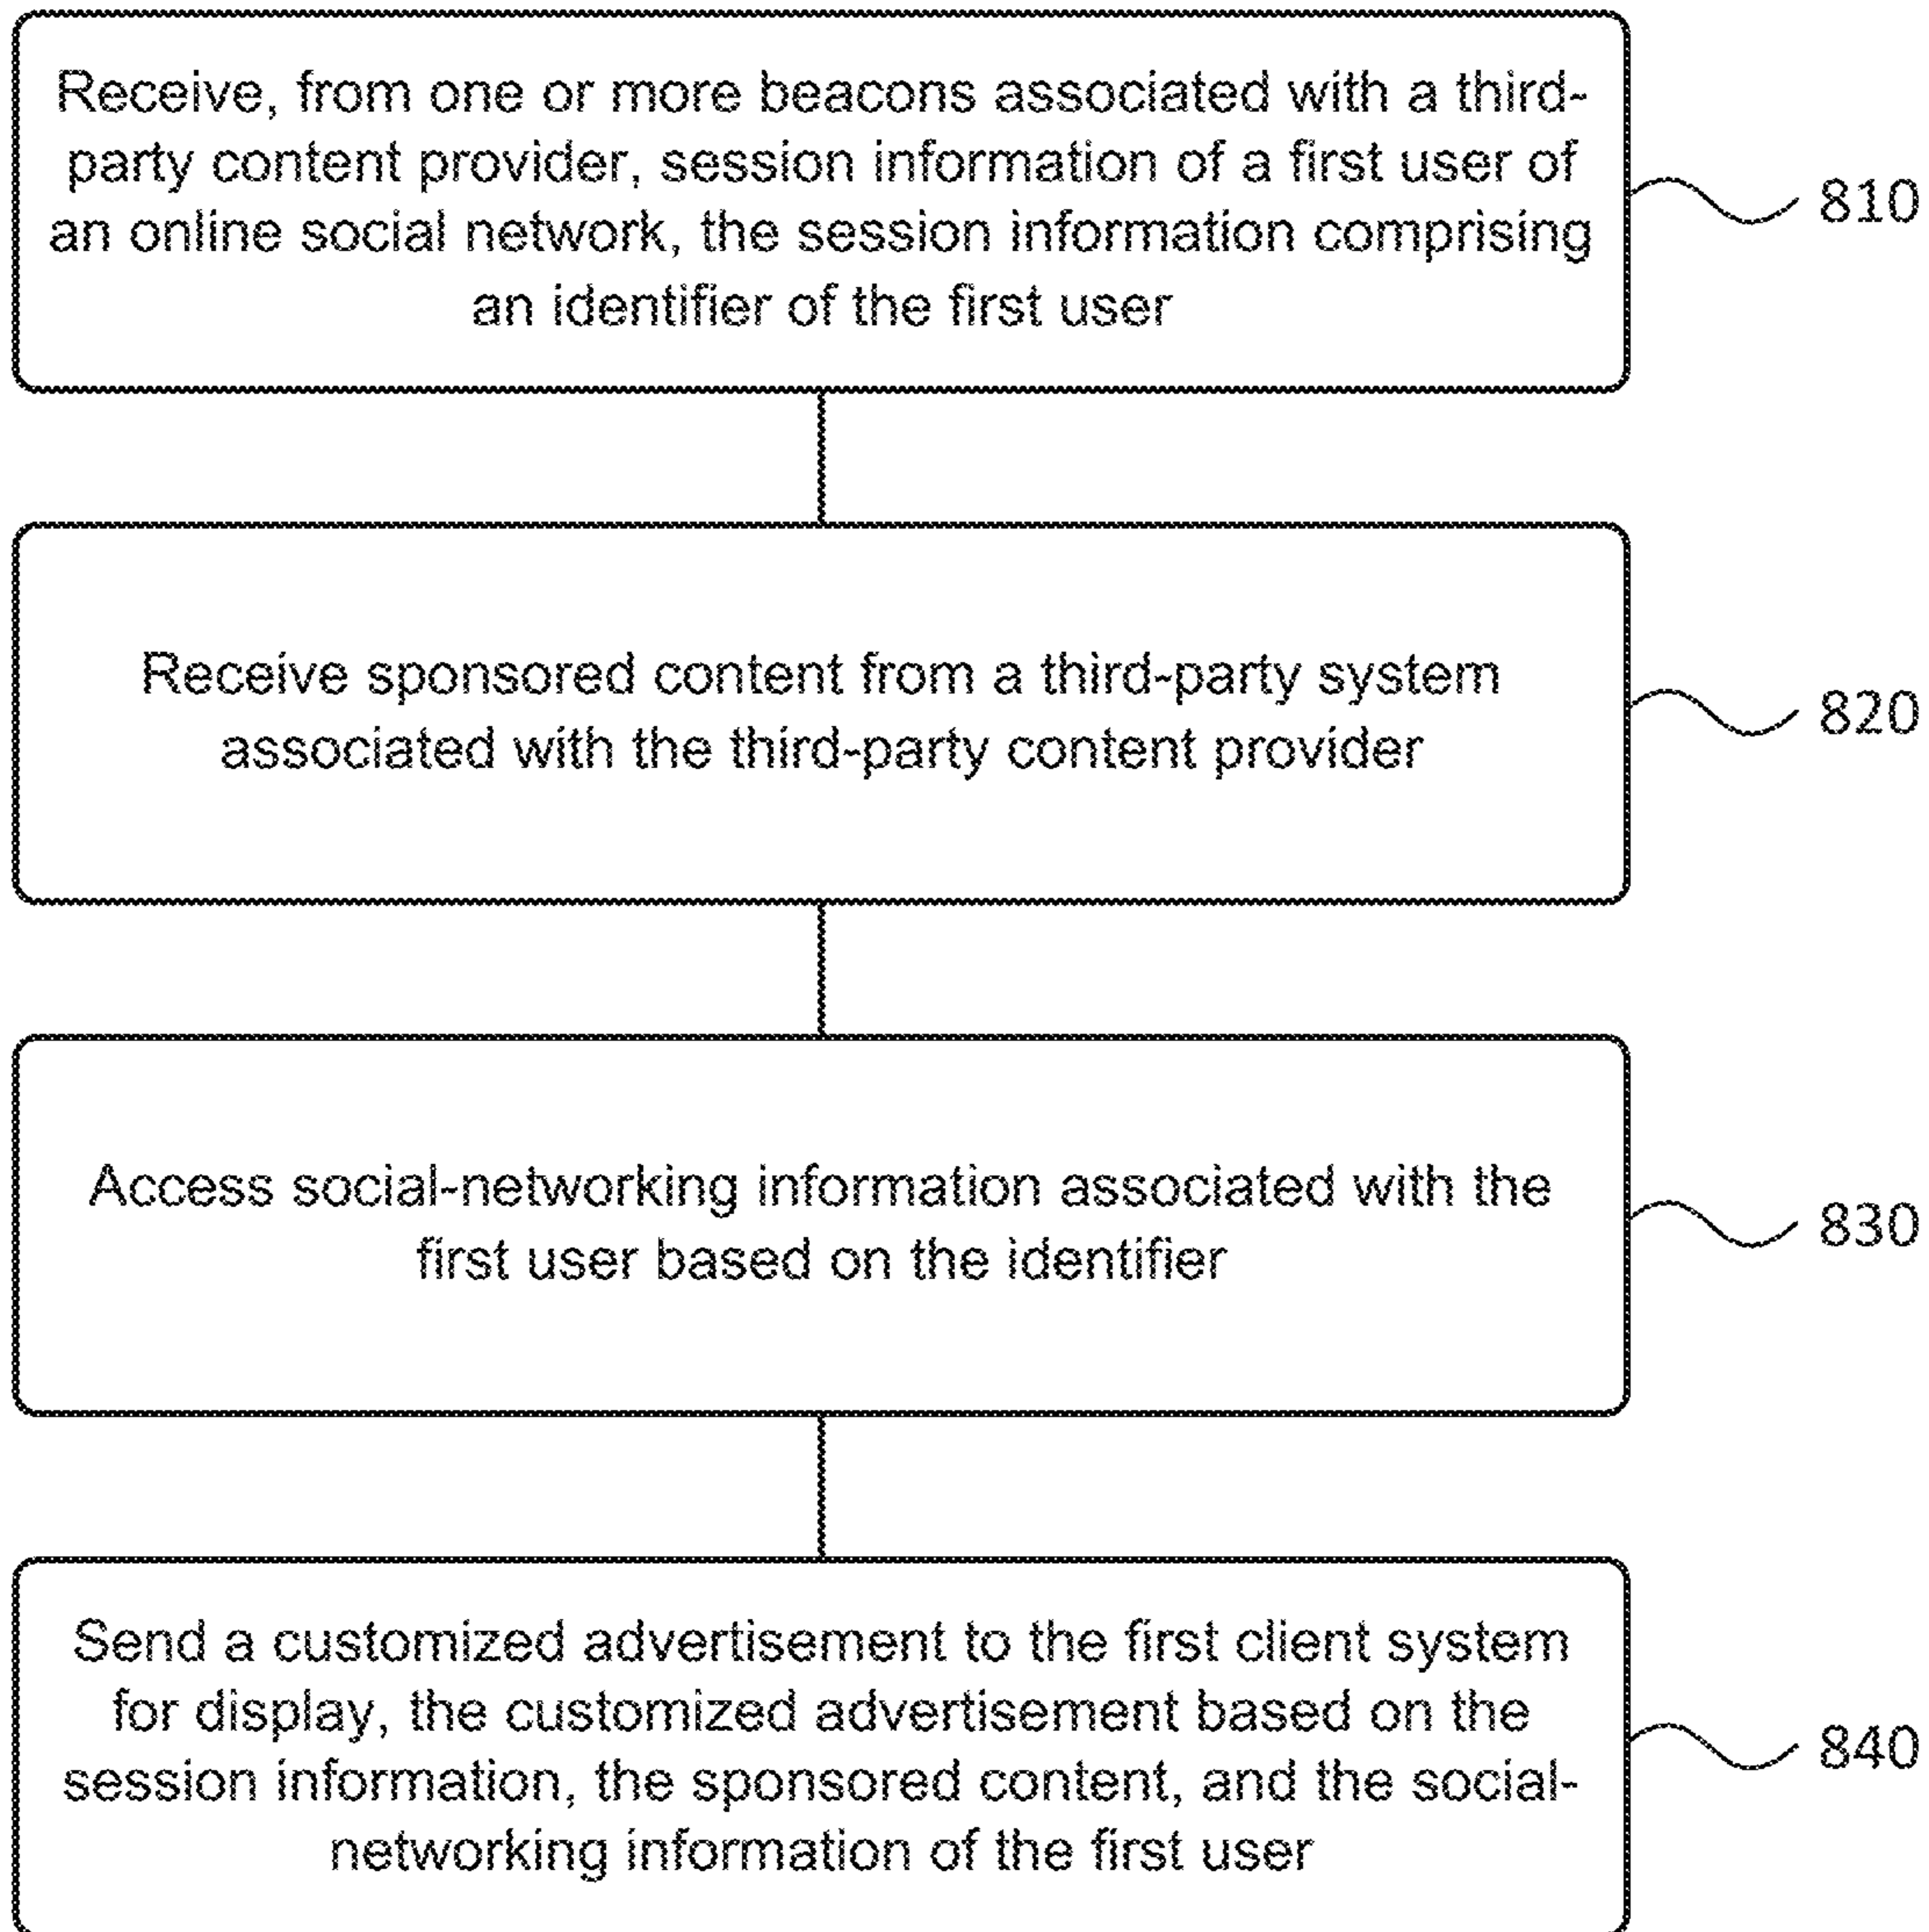 Receive, from one or more beacons associated with a third-
party content provider, session information of a first user of
an online social network, the session information comprising
an identifier of the first user
810
Receive sponsored content from a third-party system
associated with the third-party content provider
820
Access social-networking information associated with the
first user based on the identifier
830
Send a customized advertisement to the first client system
for display, the customized advertisement based on the
session information, the sponsored content, and the social-
networking information of the first user
840